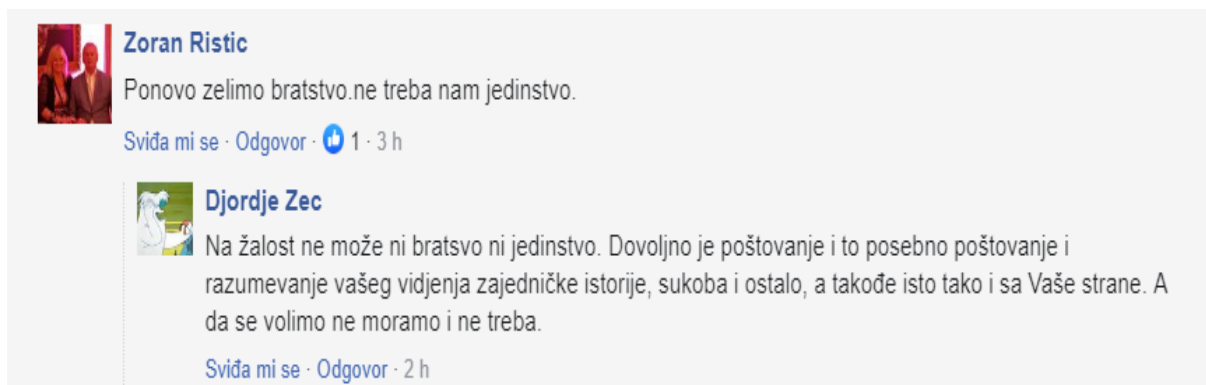 Zoran Ristic
Ponovo zelimo bratstvo.ne treba nam jedinstvo.
Sviđa mi se · Odgovor · 1 · 3 h
Djordje Zec
Na žalost ne može ni bratsvo ni jedinstvo. Dovoljno je poštovanje i to posebno poštovanje i
razumevanje vašeg vidjenja zajedničke istorije, sukoba i ostalo, a takođe isto tako i sa Vaše strane. A
da se volimo ne moramo i ne treba.
Sviđa mi se · Odgovor · 2 h